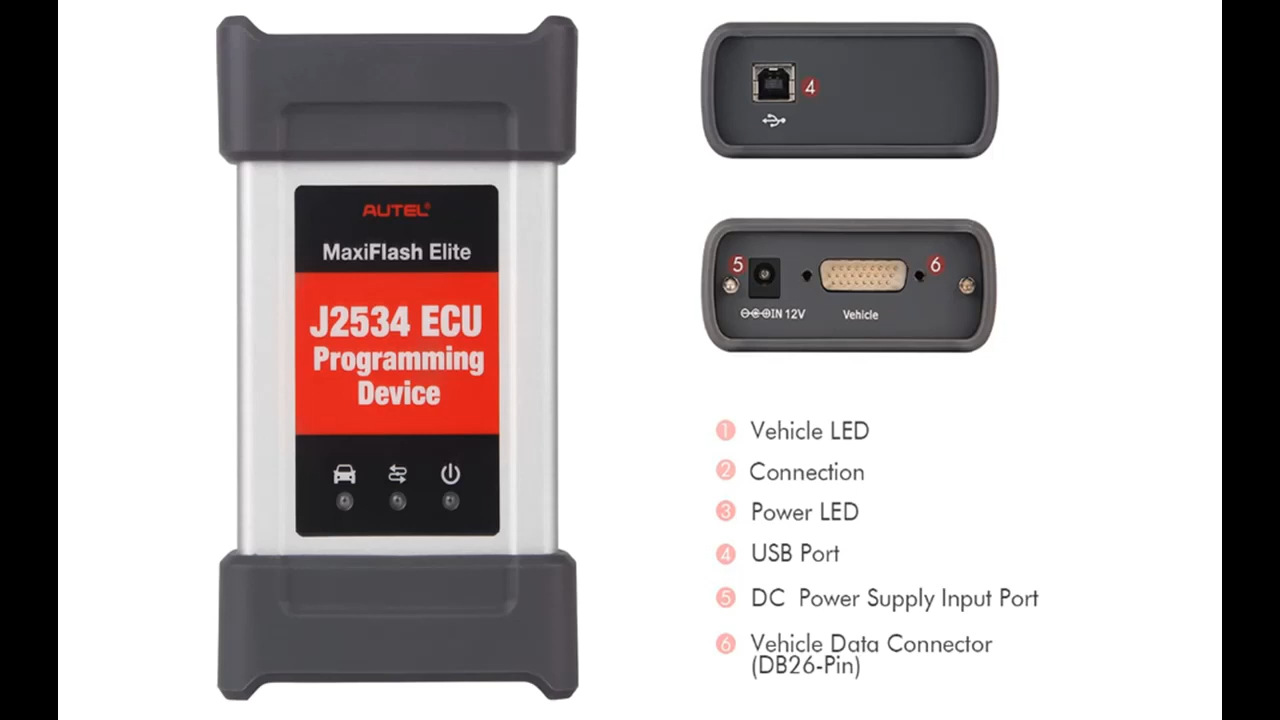 AUTEL®
MaxiFlash Elite
J2534 ECU
Programming
Device
4
5
6
IN 12V
Vehicle
1 Vehicle LED
2 Connection
3 Power LED
4 USB Port
5 DC Power Supply Input Port
6 Vehicle Data Connector
(DB26-Pin)